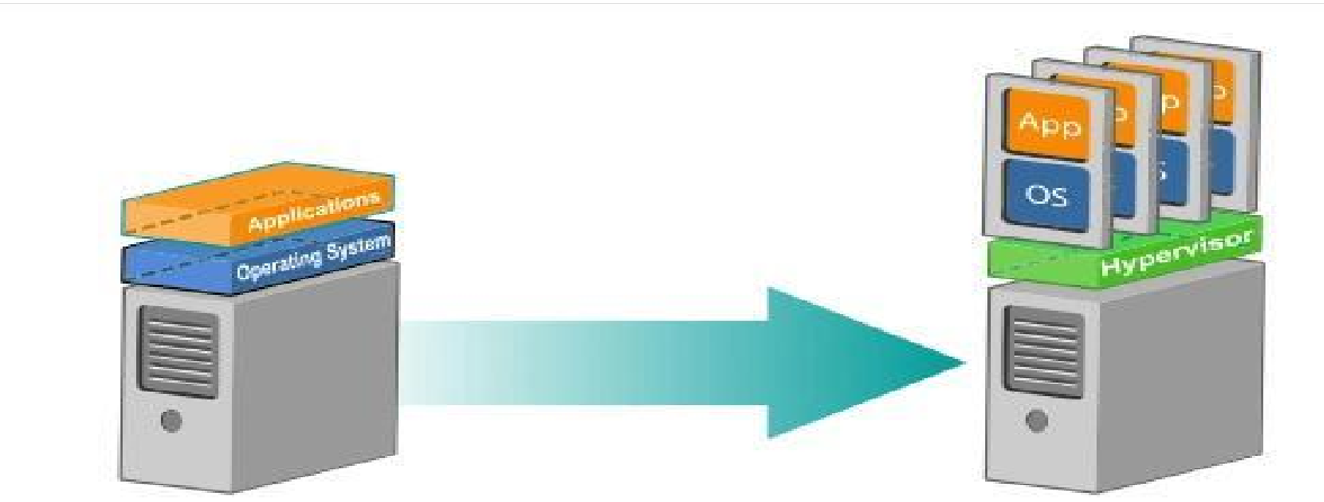 Applications
Operating System
App
OS
Hypervisor